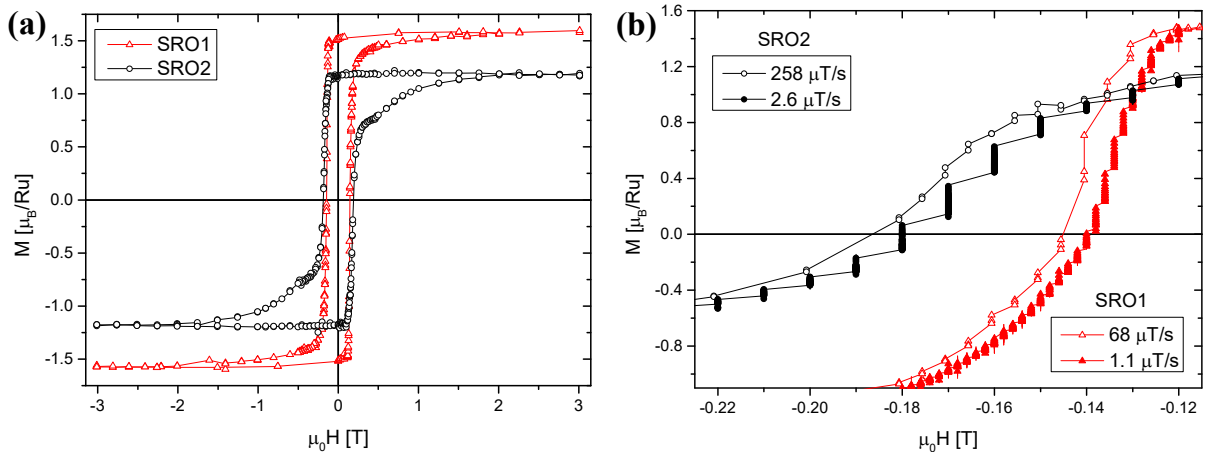 (a)
SRO1
SRO2
1.5
1.0
0.5
0.0
-0.5
-1.0
-1.5
M [μB/Ru]
-3 -2 -1 0 1 2 3
μ0H [T]
(b)
SRO2
258 μT/s
2.6 μT/s
SRO1
68 μT/s
1.1 μT/s
1.6
1.2
0.8
0.4
0.0
-0.4
-0.8
M [μB/Ru]
-0.22 -0.20 -0.18 -0.16 -0.14 -0.12
μ0H [T]